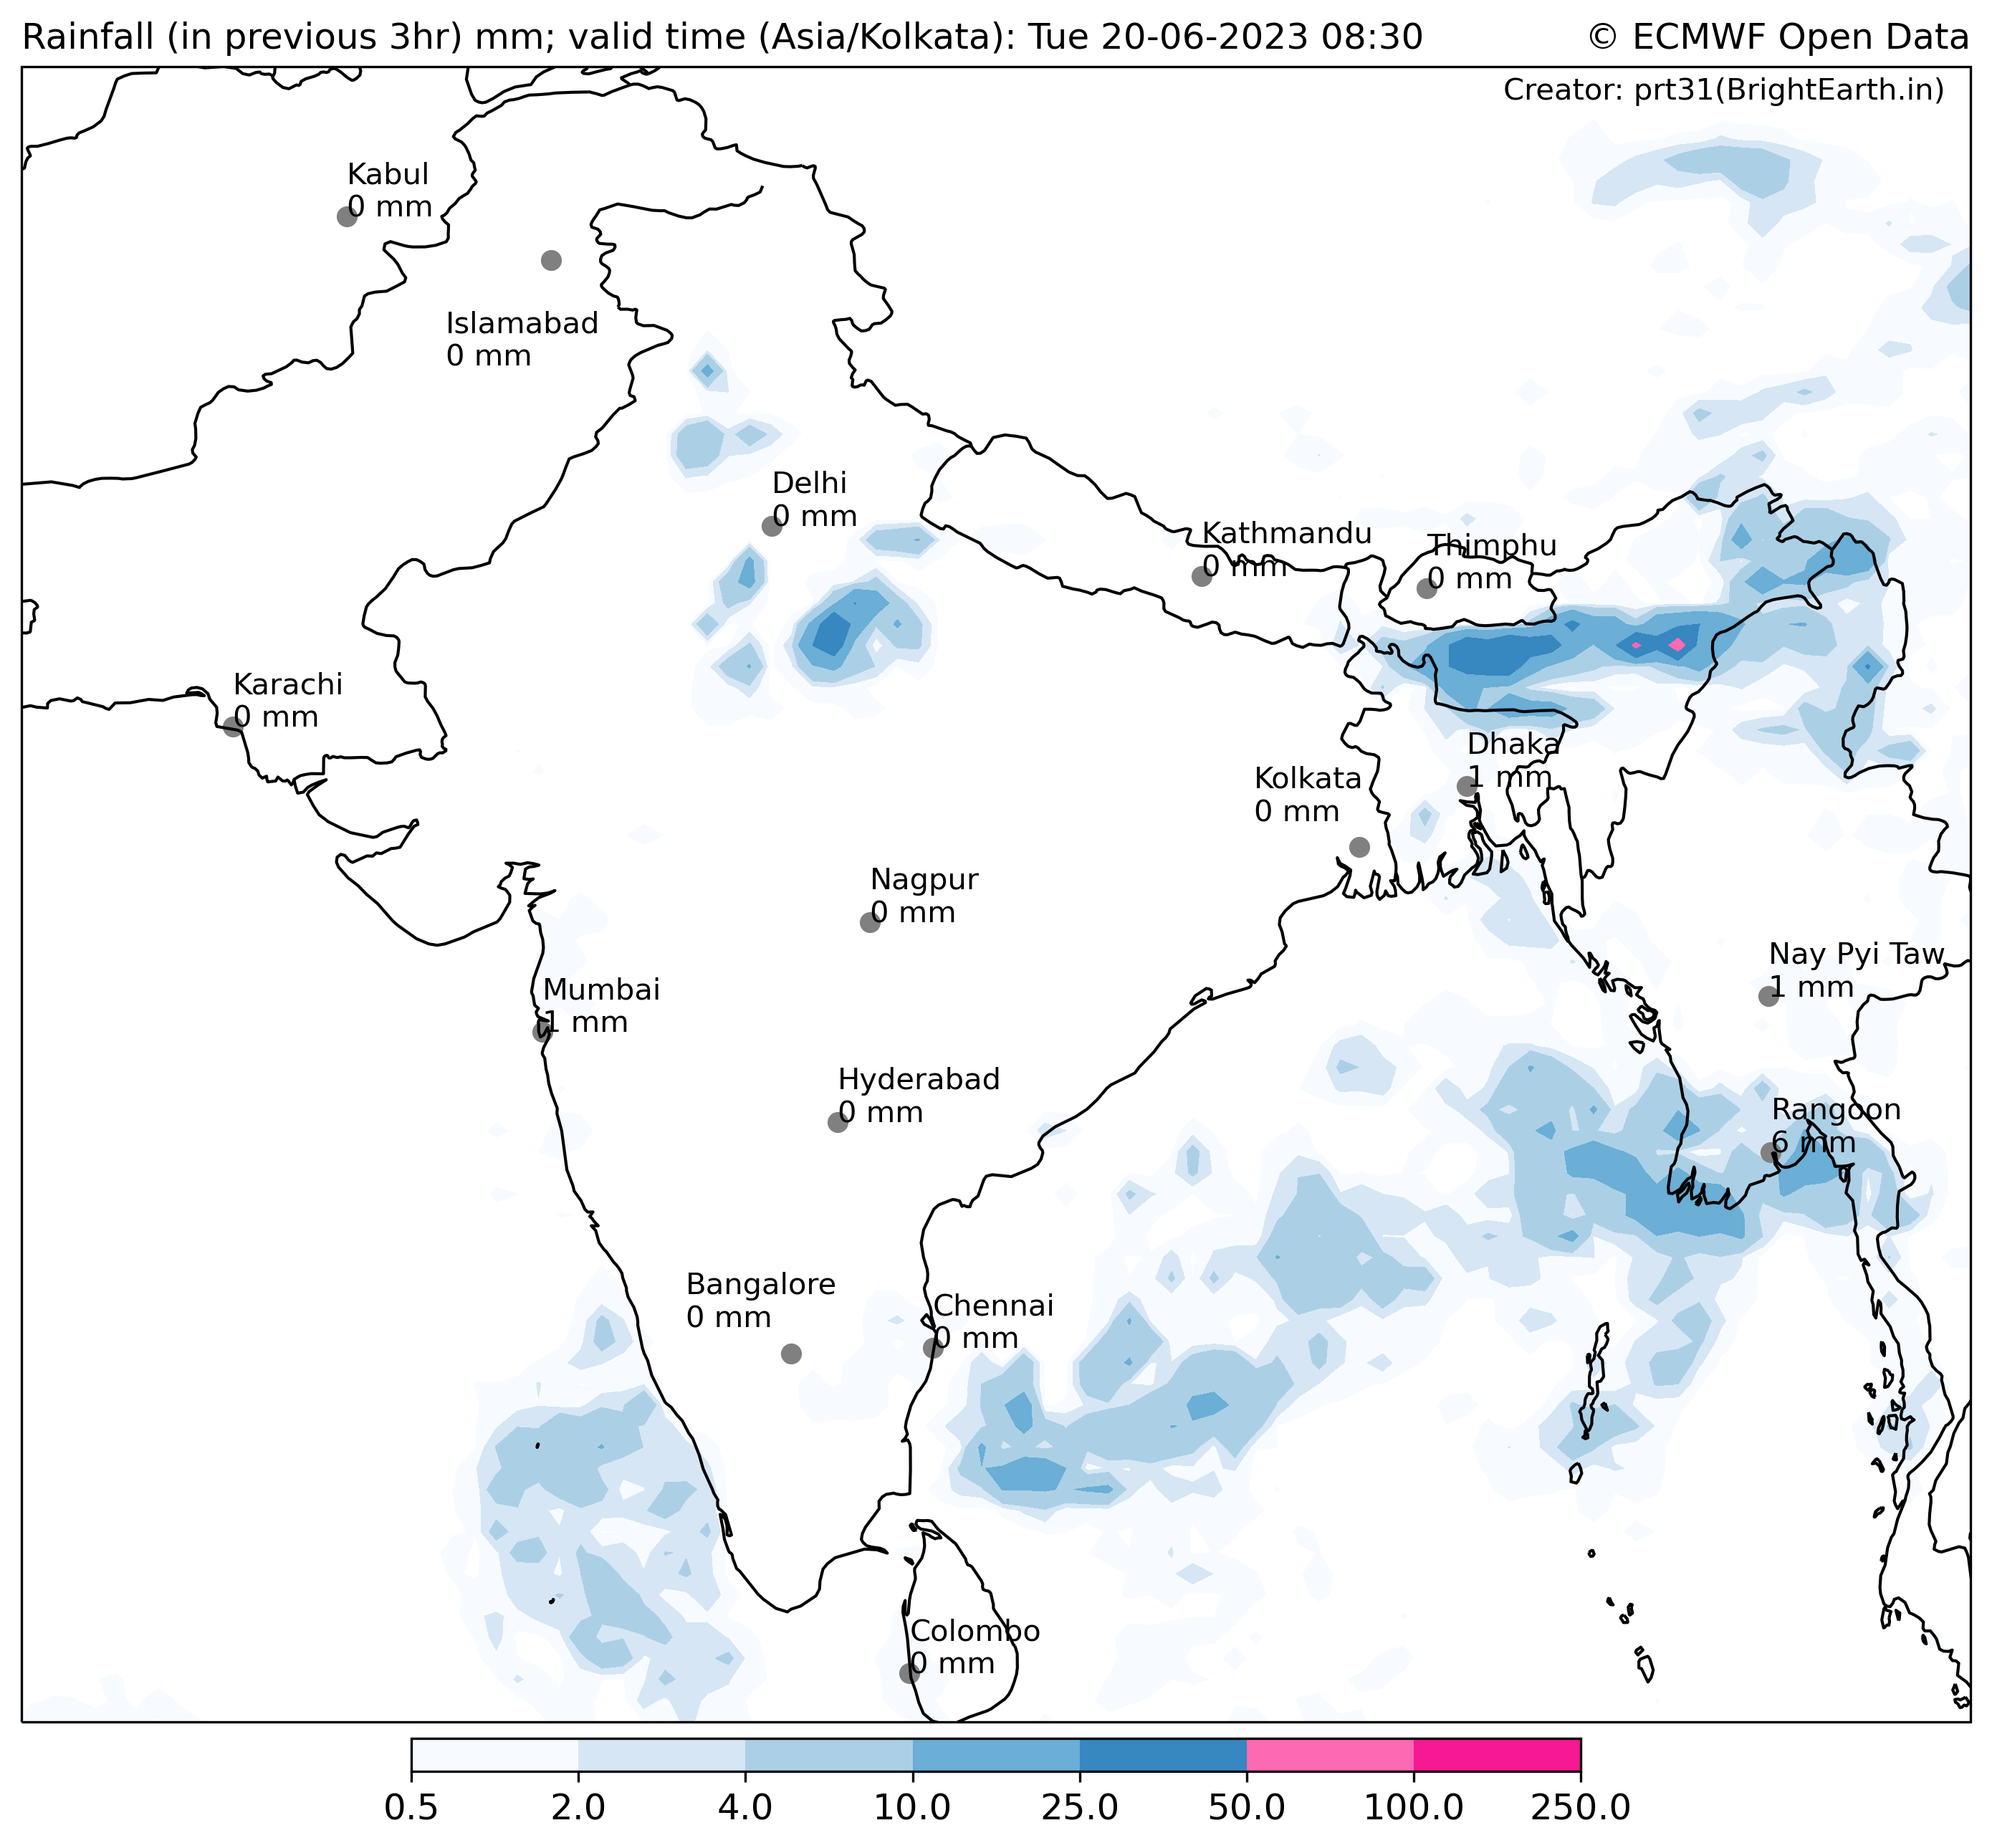 Rainfall (in previous 3hr) mm; valid time (Asia/Kolkata): Tue 20-06-2023 08:30
© ECMWF Open Data
Creator: prt31(BrightEarth.in)
Kabul
0 mm
Islamabad
0 mm
Delhi
0 mm
Kathmandu
0 mm
Thimphu
0 mm
Karachi
0 mm
Dhaka
1 mm
Kolkata
0 mm
Nagpur
0 mm
Nay Pyi Taw
1 mm
Mumbai
1 mm
Hyderabad
0 mm
Rangoon
6 mm
Bangalore
0 mm
Chennai
0 mm
Colombo
0 mm
0.5 2.0 4.0 10.0 25.0 50.0 100.0 250.0